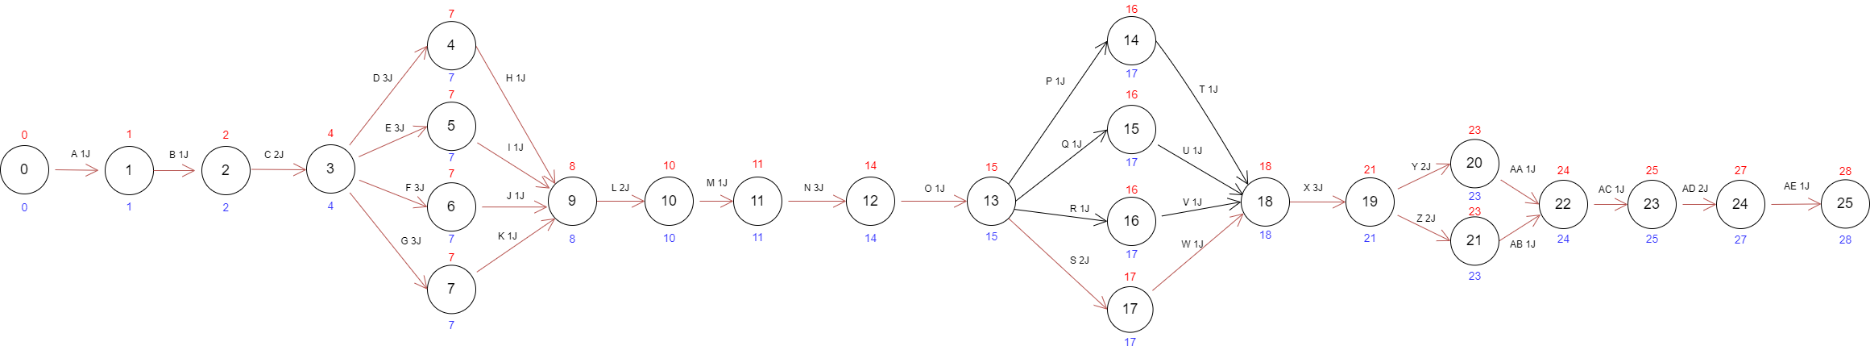 0
0
0
A 1J
1
1
1
B 1J
2
2
2
C 2J
4
3
4
D 3J
E 3J
F 3J
G 3J
7
4
7
7
5
7
7
6
7
7
7
7
H 1J
I 1J
J 1J
K 1J
8
9
8
L 2J
10
10
10
M 1J
11
11
11
N 3J
14
12
14
O 1J
15
13
15
P 1J
Q 1J
R 1J
S 2J
16
14
17
16
15
17
16
16
17
17
17
17
T 1J
U 1J
V 1J
W 1J
18
18
18
X 3J
21
19
21
Y 2J
Z 2J
23
20
23
23
21
23
AA 1J
AB 1J
24
22
24
AC 1J
25
23
25
AD 2J
27
24
27
AE 1J
28
25
28